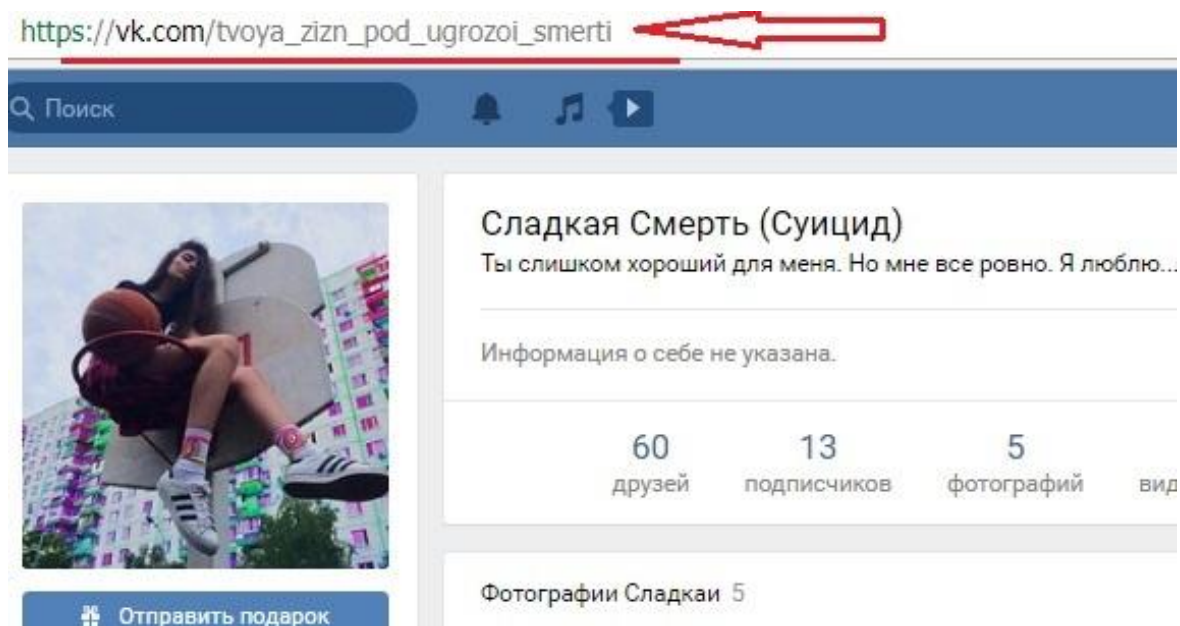 https://vk.com/tvoya_zizn_pod_ugrozoi_smerti
Поиск
Сладкая Смерть (Суицид)
Ты слишком хороший для меня. Но мне все ровно. Я люблю...
Информация о себе не указана.
60 13 5
друзей подписчиков фотографий вид
Фотографии Сладкаи 5
Отправить подарок